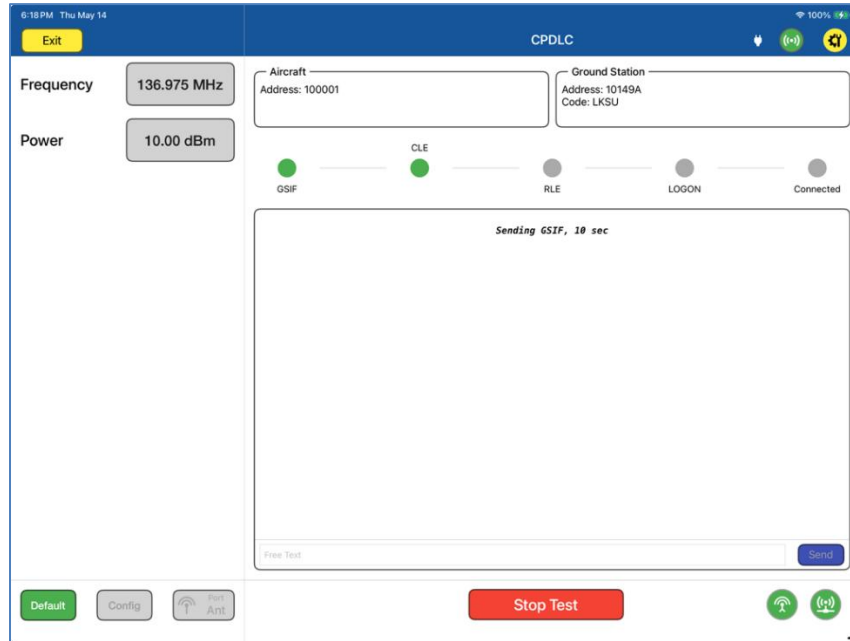 6:18 PM Thu May 14
100%
Exit
CPDLC
Frequency
136.975 MHz
Power
10.00 dBm
Aircraft
Address: 100001
Ground Station
Address: 10149A
Code: LKSU
CLE
GSIF
RLE
LOGON
Connected
Sending GSIF, 10 sec
Free Text
Send
Default
Config
Port
Ant
Stop Test